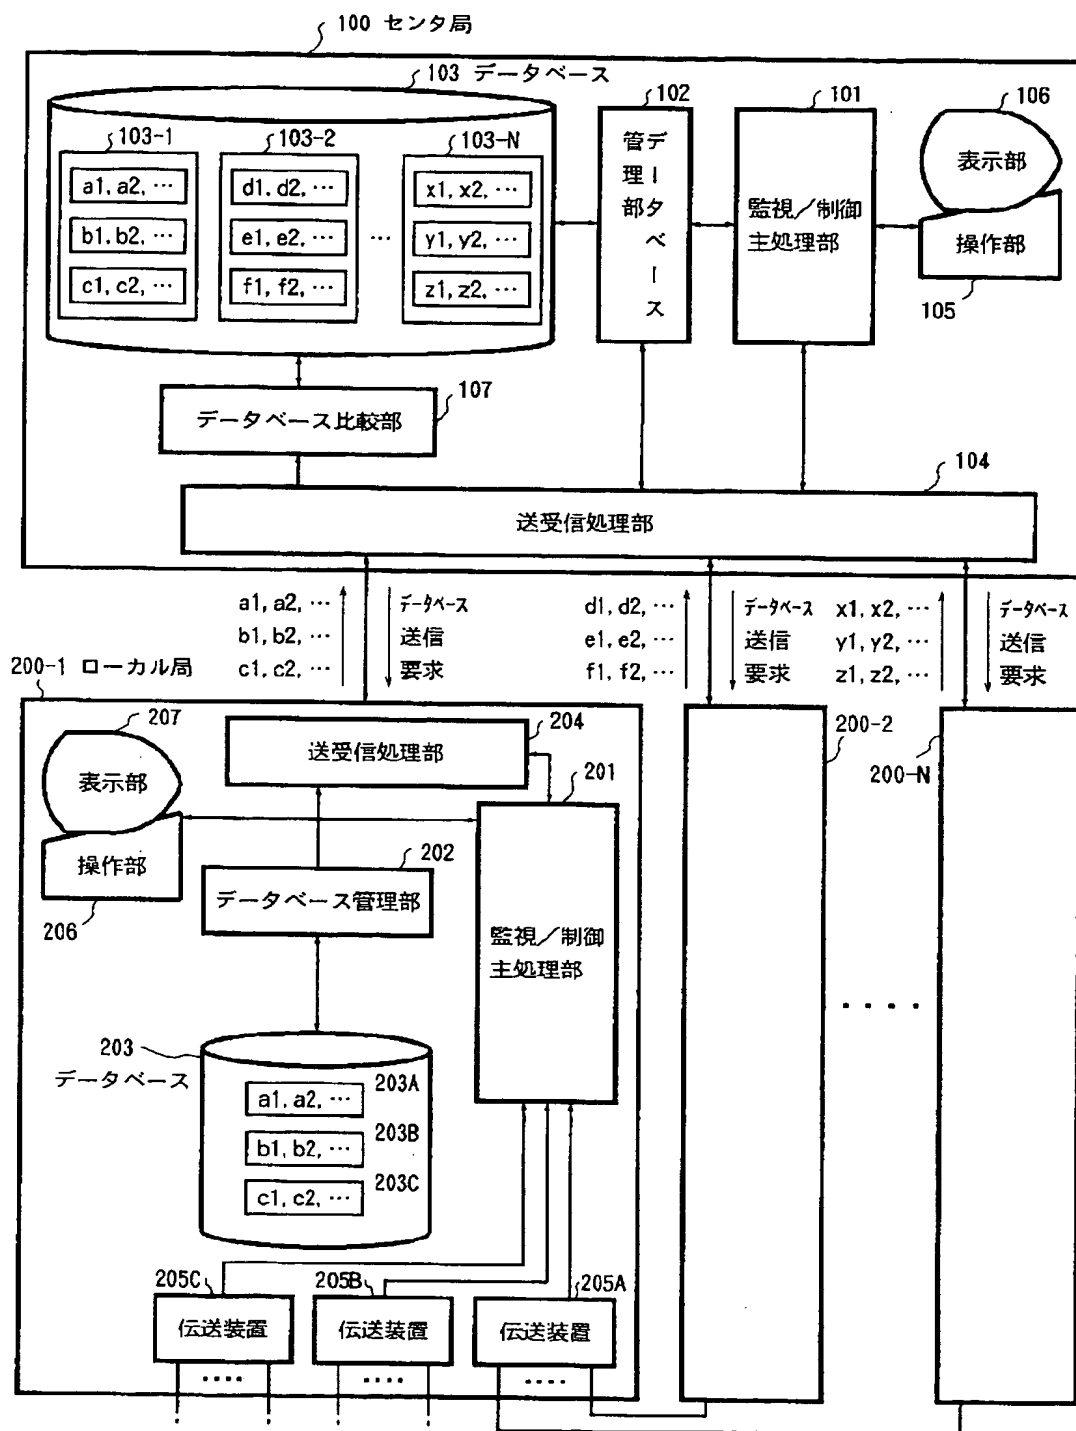 100 センタ局
103 データベース
102
101
106
103-1
103-2
103-N
a1, a2, …
b1, b2, …
c1, c2, …
d1, d2, …
e1, e2, …
f1, f2, …
…
x1, x2, …
y1, y2, …
z1, z2, …
データベース
管理部
監視／制御
主処理部
表示部
操作部
105
107
データベース比較部
104
送受信処理部
a1, a2, …
b1, b2, …
c1, c2, …
データベース
送信
要求
d1, d2, …
e1, e2, …
f1, f2, …
データベース
送信
要求
x1, x2, …
y1, y2, …
z1, z2, …
データベース
送信
要求
200-1 ローカル局
207
表示部
操作部
206
204
送受信処理部
201
監視／制御
主処理部
202
データベース管理部
203
データベース
203A
a1, a2, …
203B
b1, b2, …
203C
c1, c2, …
205C
伝送装置
205B
伝送装置
205A
伝送装置
200-2
200-N